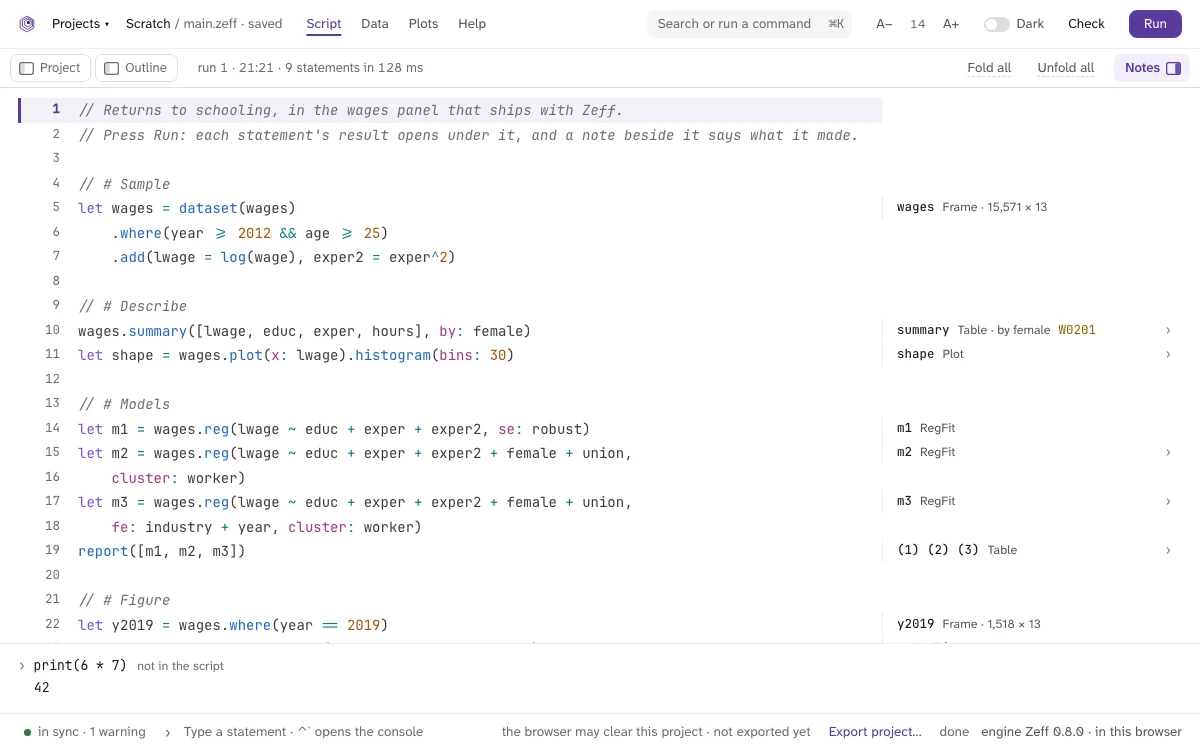 Projects ▾ Scratch / main.zeff · saved Script Data Plots Help Search or run a command ⌘K A− 14 A+ Dark Check Run
Project Outline run 1 · 21:21 · 9 statements in 128 ms Fold all Unfold all Notes
1 // Returns to schooling, in the wages panel that ships with Zeff.
2 // Press Run: each statement's result opens under it, and a note beside it says what it made.
3
4 // # Sample
5 let wages = dataset(wages) wages Frame · 15,571 × 13
6 .where(year ⩾ 2012 && age ⩾ 25)
7 .add(lwage = log(wage), exper2 = exper^2)
8
9 // # Describe
10 wages.summary([lwage, educ, exper, hours], by: female) summary Table · by female W0201 ›
11 let shape = wages.plot(x: lwage).histogram(bins: 30) shape Plot ›
12
13 // # Models
14 let m1 = wages.reg(lwage ~ educ + exper + exper2, se: robust) m1 RegFit
15 let m2 = wages.reg(lwage ~ educ + exper + exper2 + female + union, m2 RegFit ›
16 cluster: worker)
17 let m3 = wages.reg(lwage ~ educ + exper + exper2 + female + union, m3 RegFit ›
18 fe: industry + year, cluster: worker)
19 report([m1, m2, m3]) (1) (2) (3) Table ›
20
21 // # Figure
22 let y2019 = wages.where(year == 2019) y2019 Frame · 1,518 × 13
› print(6 * 7) not in the script
42
in sync · 1 warning › Type a statement · ^` opens the console the browser may clear this project · not exported yet Export project… done engine Zeff 0.8.0 · in this browser